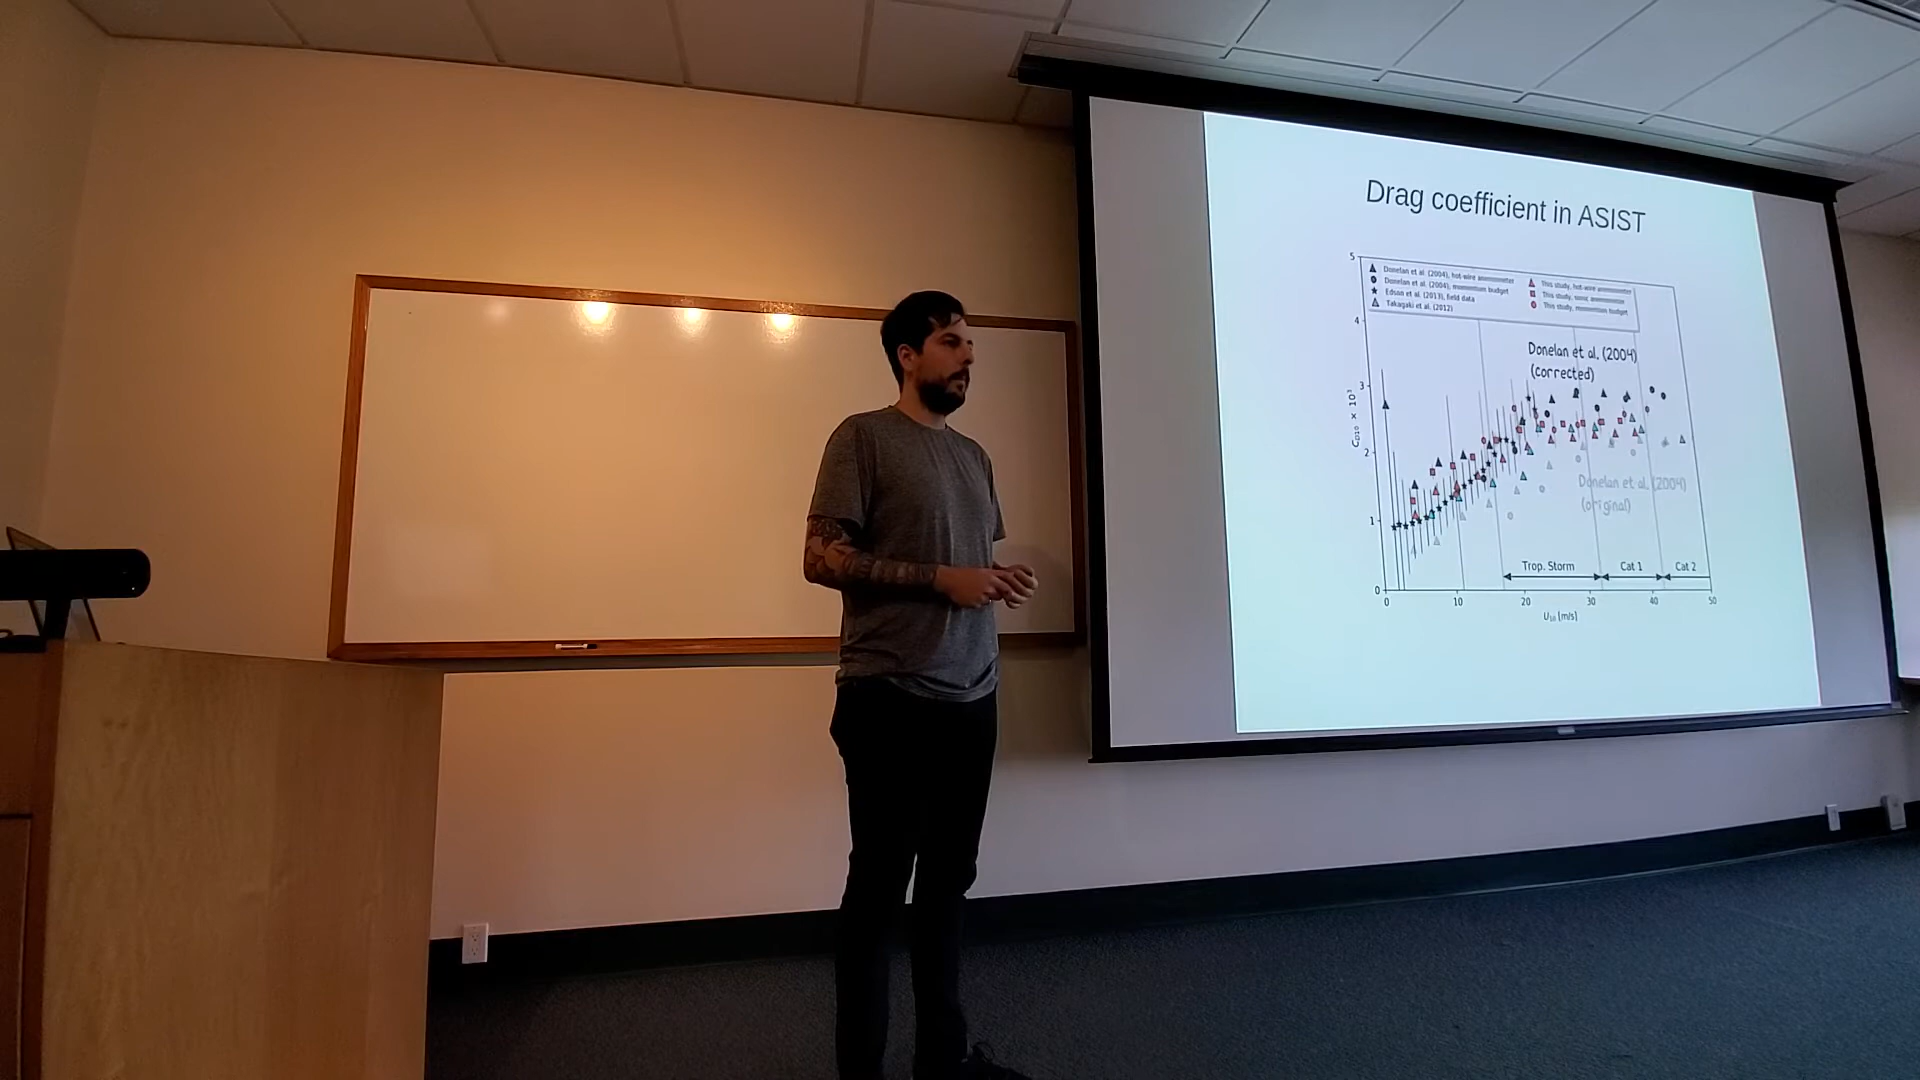 Drag coefficient in ASIST
Donelan et al. (2004), hot-wire anemometer
Donelan et al. (2004), momentum budget
Edson et al. (2013), field data
Takagaki et al. (2012)
This study, hot-wire anemometer
This study, sonic anemometer
This study, momentum budget
Donelan et al. (2004)
(corrected)
Donelan et al. (2004)
(original)
Trop. Storm
Cat 1
Cat 2
5
4
3
2
1
0
0
10
20
30
40
50
U10 [m/s]